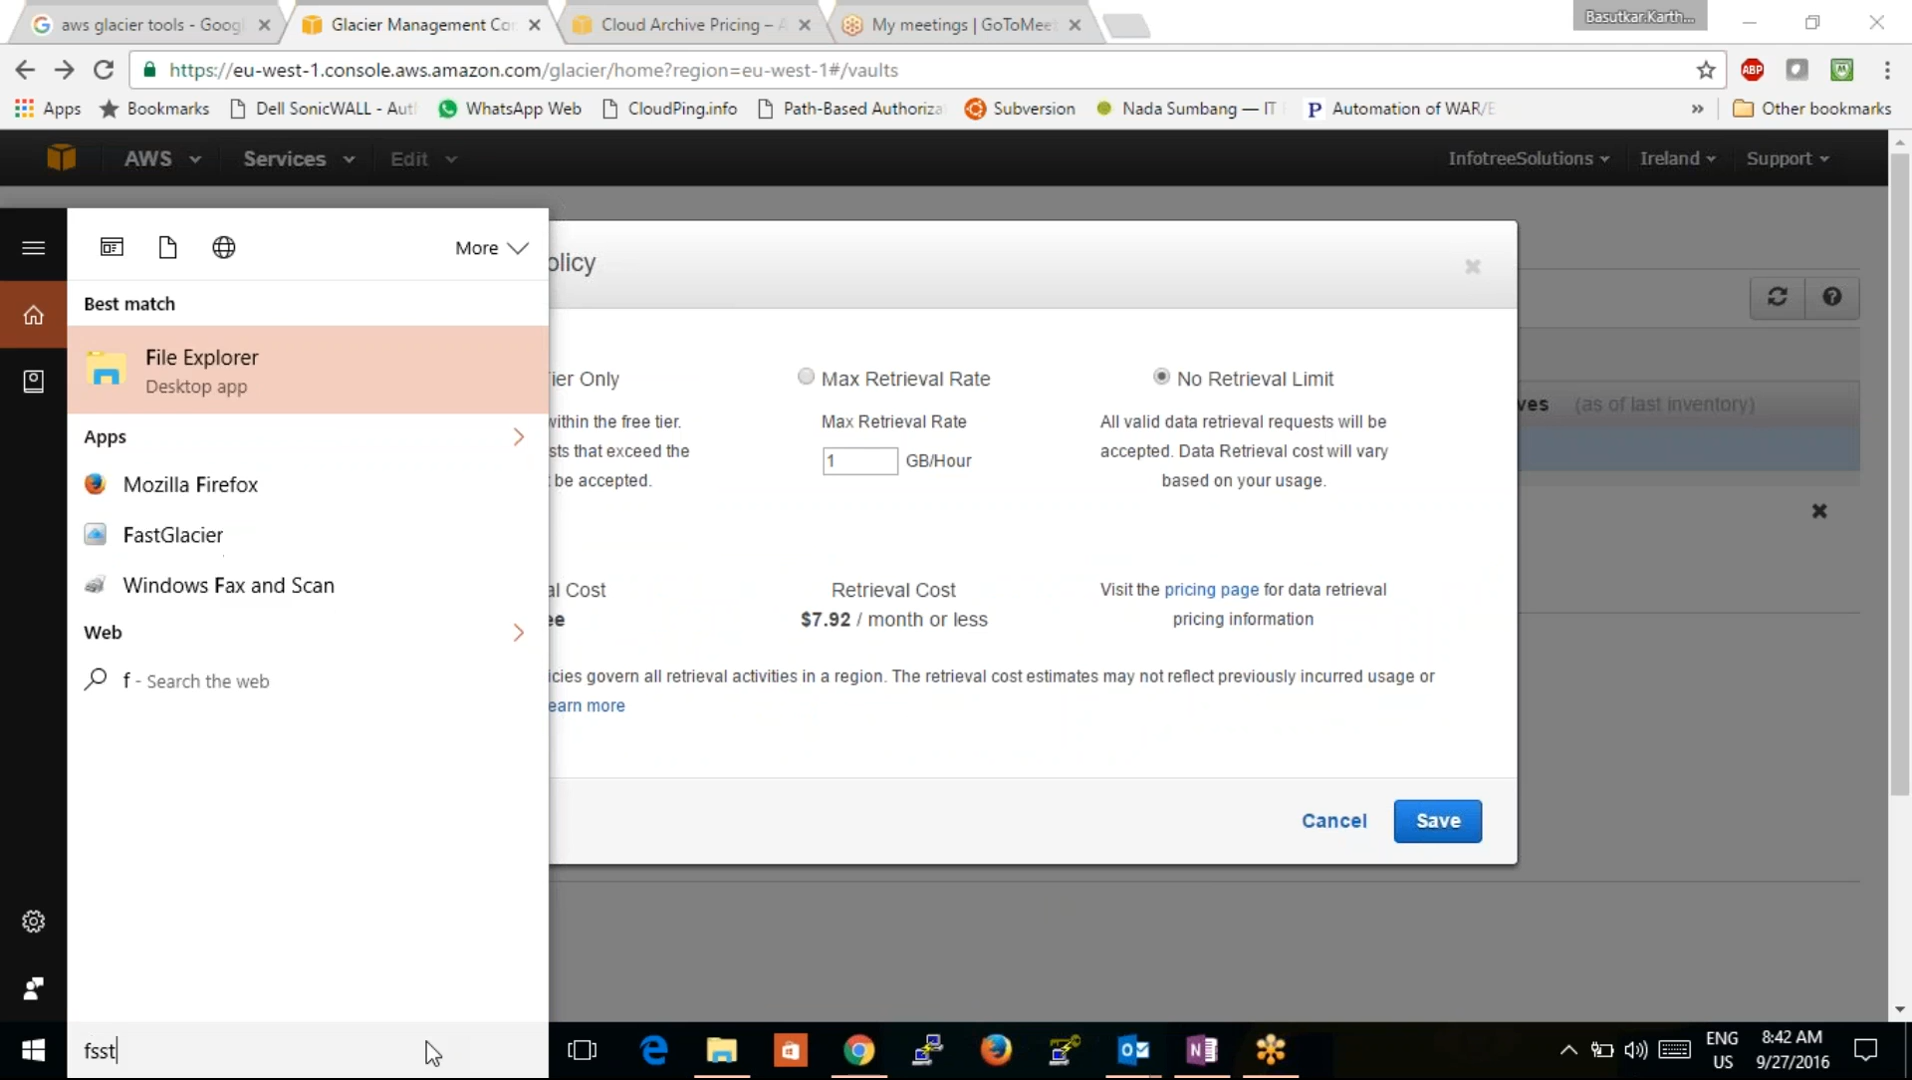 aws glacier tools - Goog
Glacier Management Co
Cloud Archive Pricing – A
My meetings | GoToMeet
Basutkar.Karth...
https://eu-west-1.console.aws.amazon.com/glacier/home?region=eu-west-1#/vaults
ABP
Apps
Bookmarks
Dell SonicWALL - Aut
WhatsApp Web
CloudPing.info
Path-Based Authoriza
Subversion
Nada Sumbang — IT
Automation of WAR/E
»
Other bookmarks
AWS
Services
Edit
InfotreeSolutions
Ireland
Support
More
olicy
Best match
File Explorer
Desktop app
ier Only
Max Retrieval Rate
No Retrieval Limit
ves (as of last inventory)
within the free tier.
Max Retrieval Rate
All valid data retrieval requests will be
Apps
sts that exceed the
1 GB/Hour
accepted. Data Retrieval cost will vary
be accepted.
based on your usage.
Mozilla Firefox
FastGlacier
Windows Fax and Scan
al Cost
Retrieval Cost
Visit the pricing page for data retrieval
ee
$7.92 / month or less
pricing information
Web
f - Search the web
cies govern all retrieval activities in a region. The retrieval cost estimates may not reflect previously incurred usage or
earn more
Cancel
Save
fsst
ENG
US
8:42 AM
9/27/2016